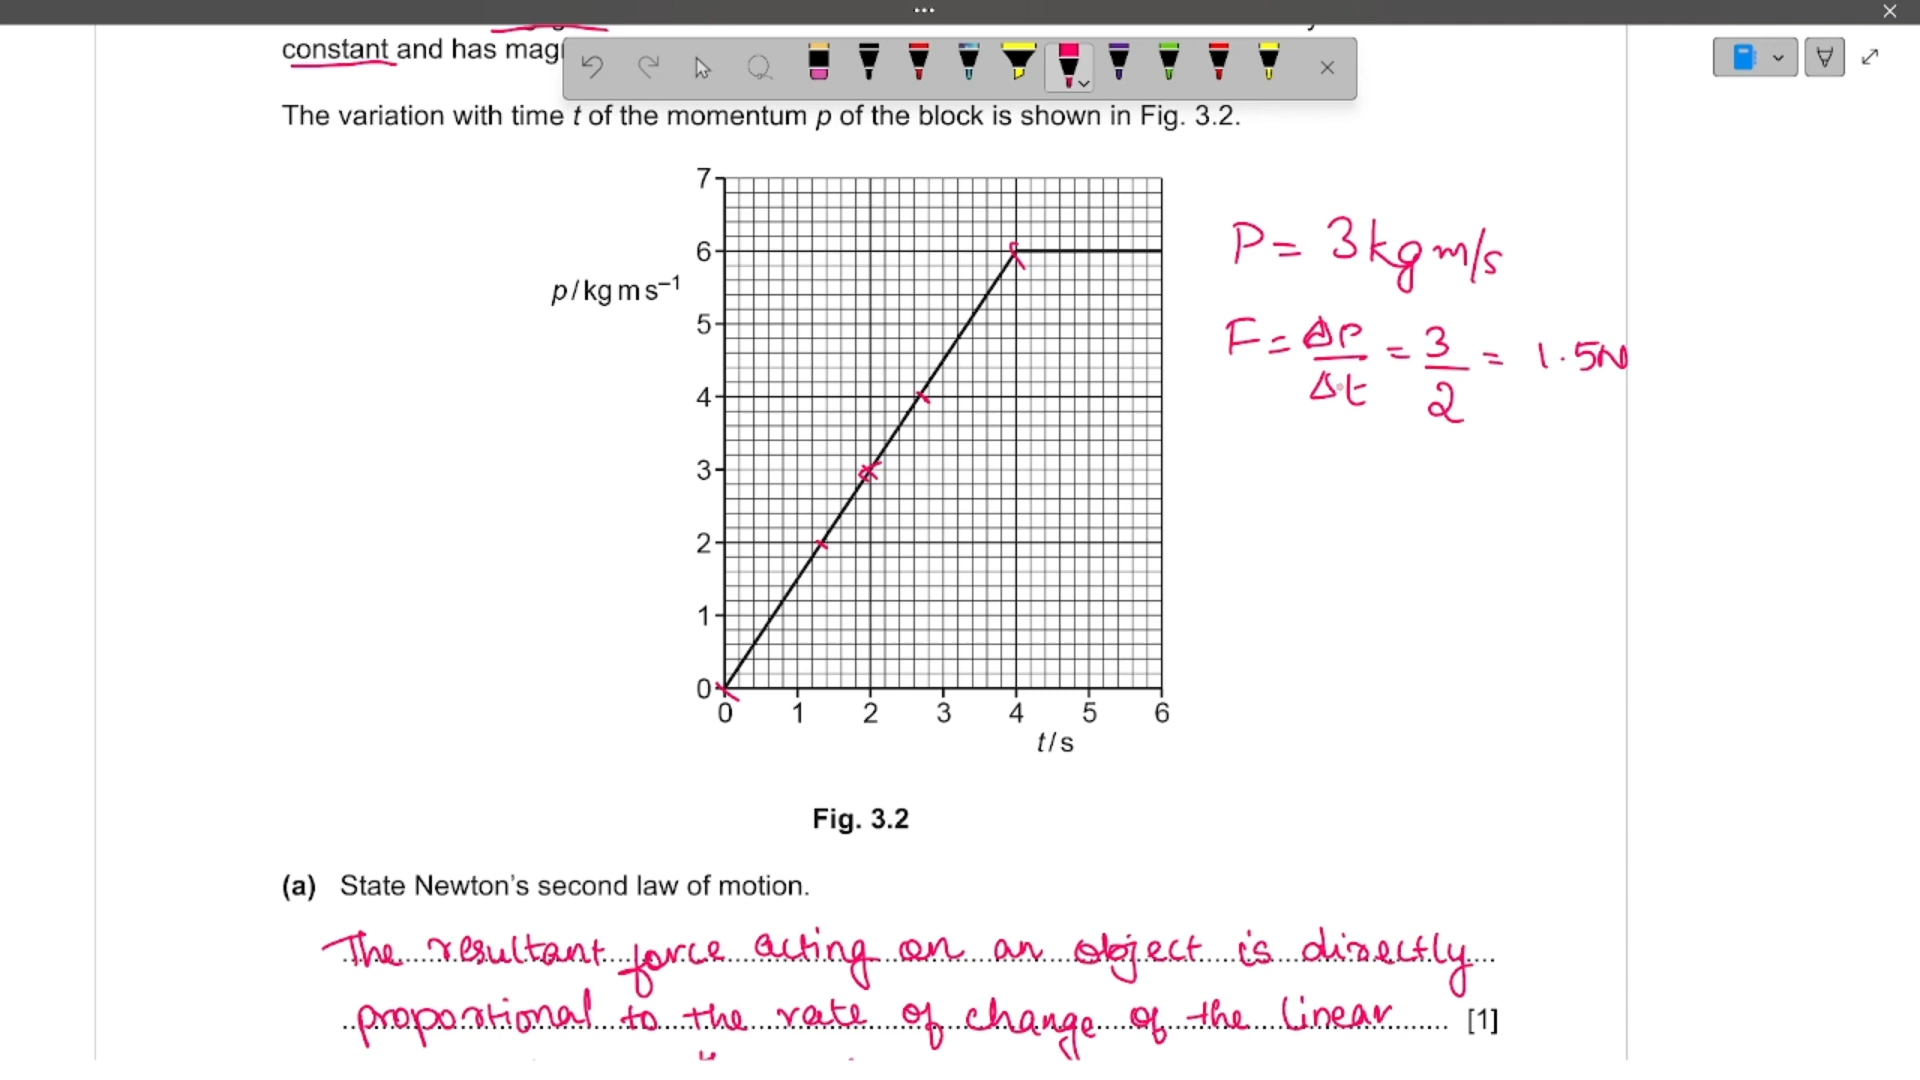 constant and has mag
The variation with time t of the momentum p of the block is shown in Fig. 3.2.
7
6
p/kg m s⁻¹
5
4
3
2
1
0
0 1 2 3 4 5 6
t/s
P = 3kgm/s
F = ΔP/Δt = 3/2 = 1.5N
Fig. 3.2
(a) State Newton's second law of motion.
The resultant force acting on an object is directly
proportional to the rate of change of the linear [1]